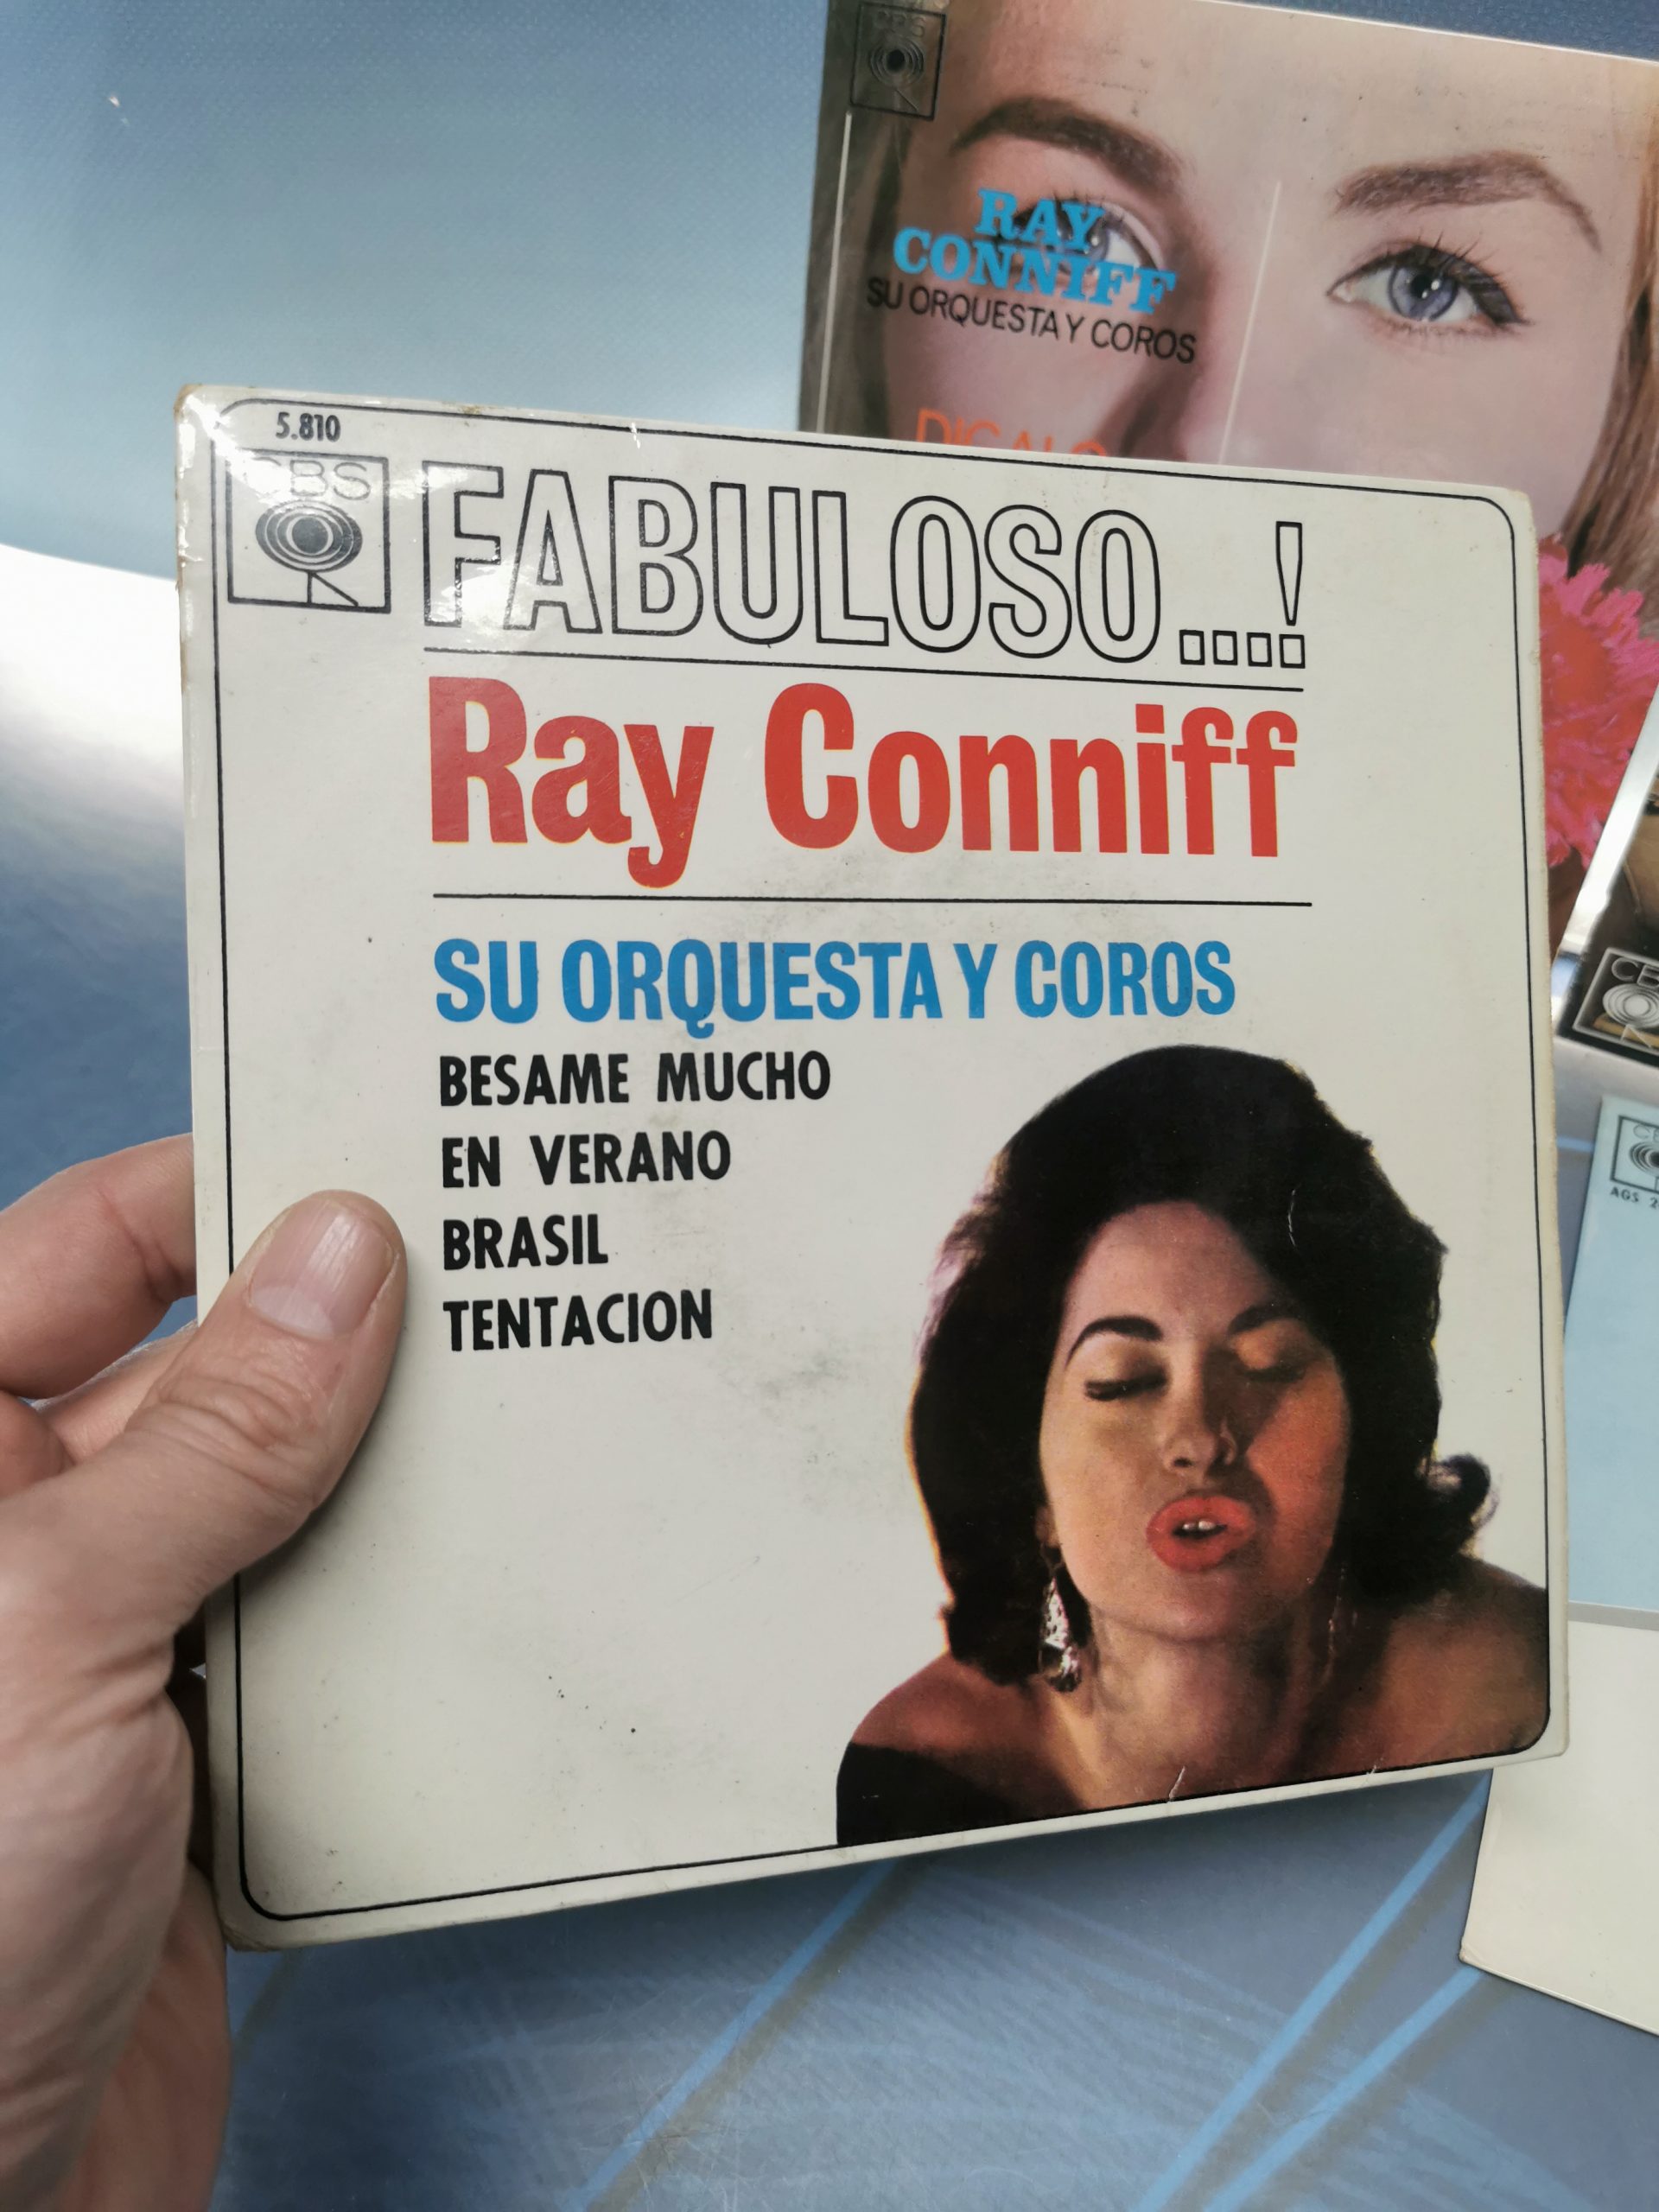 CBS
RAY
CONNIFF
SU ORQUESTA Y COROS
5.810
CBS
FABULOSO....!
Ray Conniff
SU ORQUESTA Y COROS
BESAME MUCHO
EN VERANO
BRASIL
TENTACION
AGS